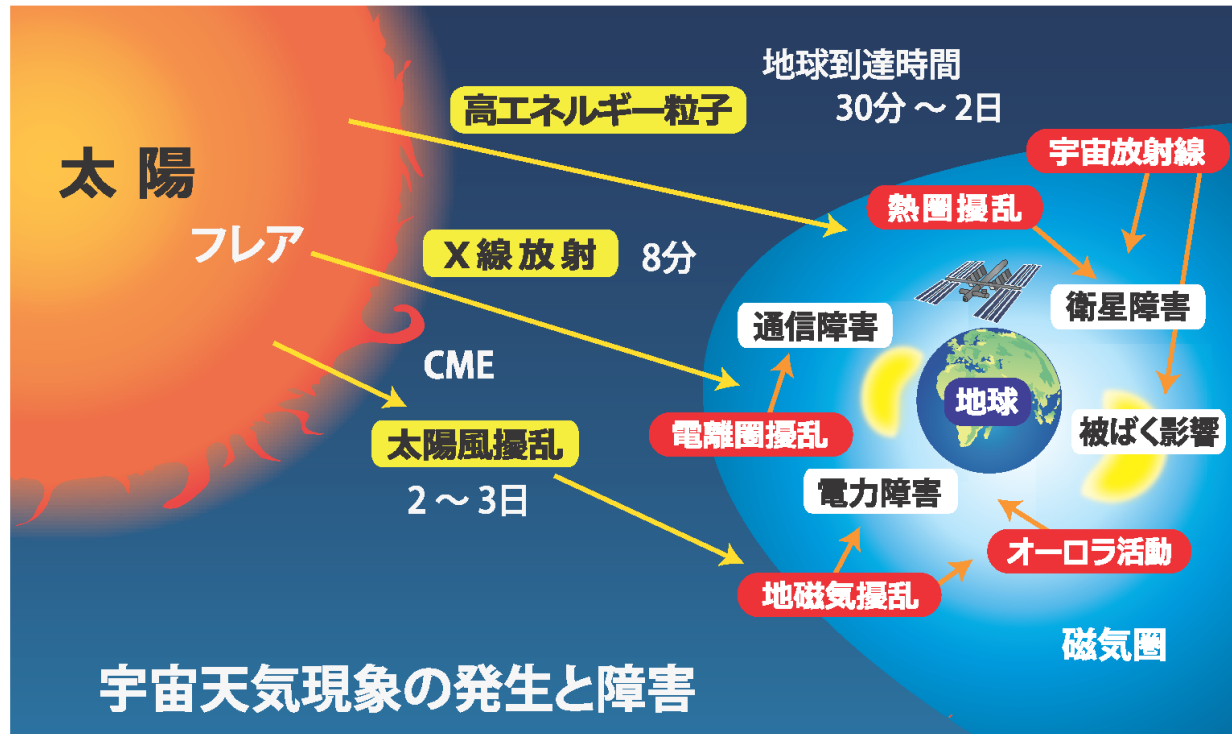 地球到達時間
高エネルギー粒子
30分 ～ 2日
太陽
宇宙放射線
熱圏擾乱
フレア
X線放射
8分
衛星障害
通信障害
CME
地球
太陽風擾乱
電離圏擾乱
被ばく影響
2 ～ 3日
電力障害
オーロラ活動
地磁気擾乱
磁気圏
宇宙天気現象の発生と障害